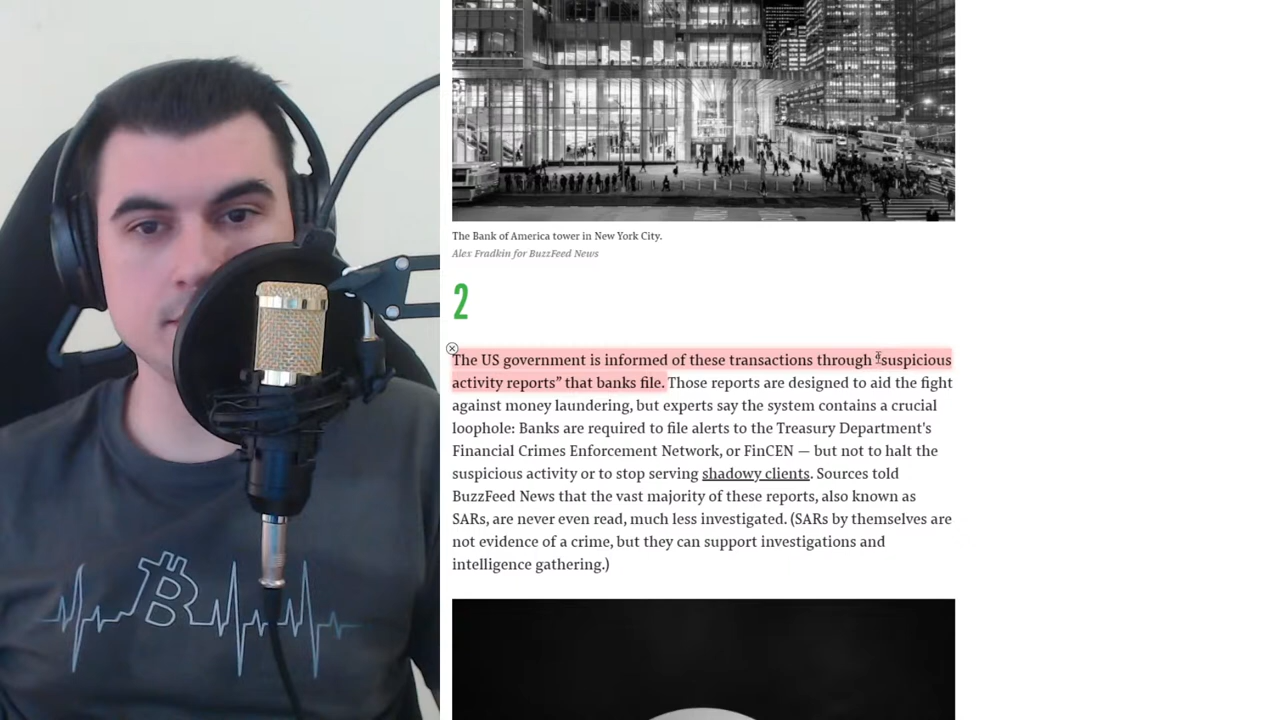 The Bank of America tower in New York City.
Alex Fradkin for BuzzFeed News
2
The US government is informed of these transactions through “suspicious
activity reports” that banks file. Those reports are designed to aid the fight
against money laundering, but experts say the system contains a crucial
loophole: Banks are required to file alerts to the Treasury Department's
Financial Crimes Enforcement Network, or FinCEN — but not to halt the
suspicious activity or to stop serving shadowy clients. Sources told
BuzzFeed News that the vast majority of these reports, also known as
SARs, are never even read, much less investigated. (SARs by themselves are
not evidence of a crime, but they can support investigations and
intelligence gathering.)